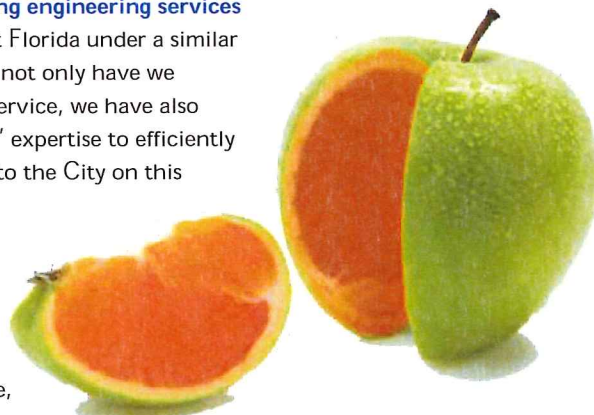 ng engineering services
t Florida under a similar
not only have we
ervice, we have also
' expertise to efficiently
to the City on this
e,